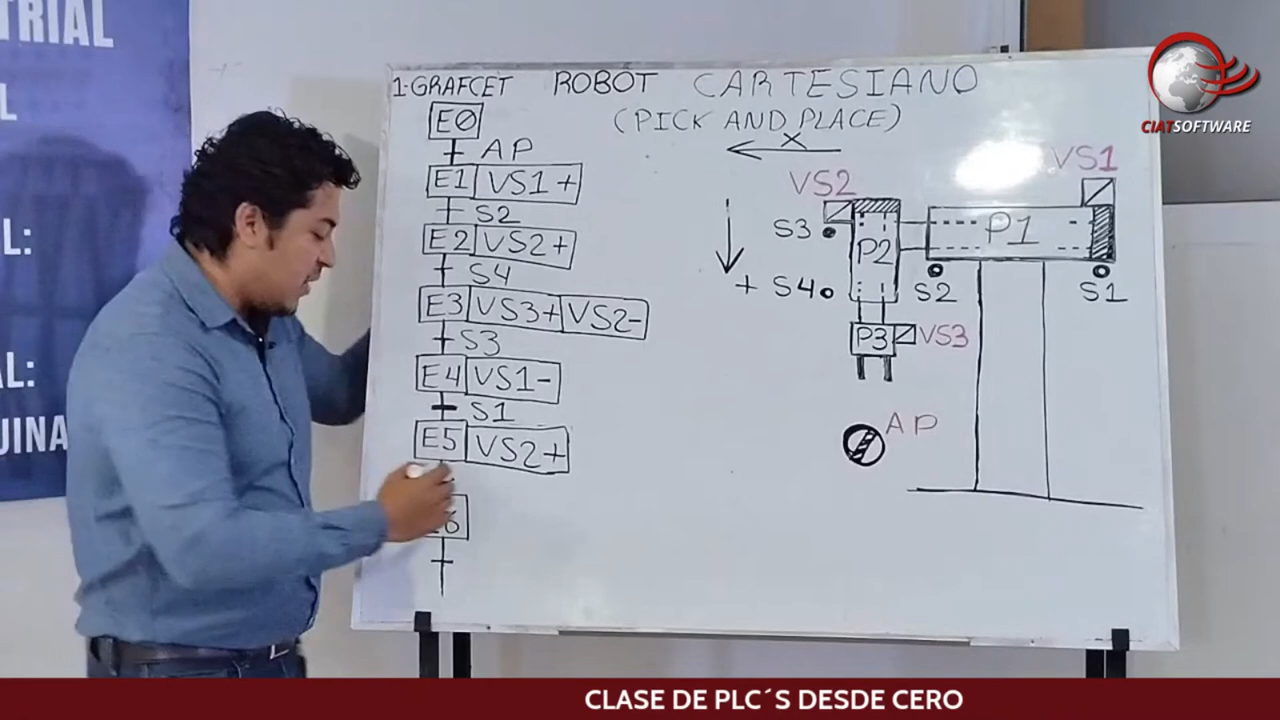 TRIAL
L
L:
AL:
UINA
1:GRAFCET ROBOT CARTESIANO
(PICK AND PLACE)
E0
+ AP
E1 VS1+
+ S2
E2 VS2+
+ S4
E3 VS3+ VS2-
+ S3
E4 VS1-
+ S1
E5 VS2+
6
X
VS1
VS2
S3
P2
P1
+ S4
S2
S1
P3
VS3
AP
CIATSOFTWARE
CLASE DE PLC´S DESDE CERO